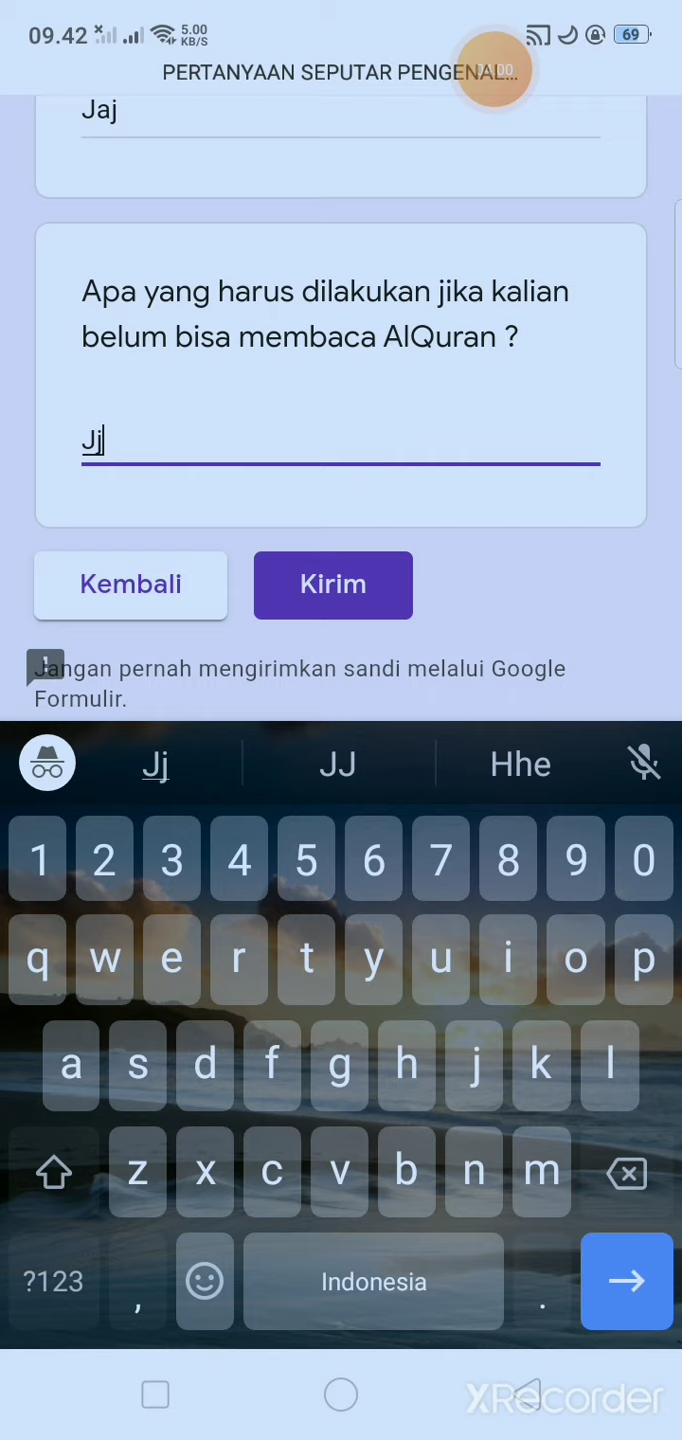 09.42 5.00 KB/S 69
PERTANYAAN SEPUTAR PENGENAL...
Jaj
Apa yang harus dilakukan jika kalian
belum bisa membaca AlQuran ?
Jj
Kembali Kirim
Jangan pernah mengirimkan sandi melalui Google
Formulir.
Jj JJ Hhe
1 2 3 4 5 6 7 8 9 0
q w e r t y u i o p
a s d f g h j k l
z x c v b n m
?123 , Indonesia .
XRecorder